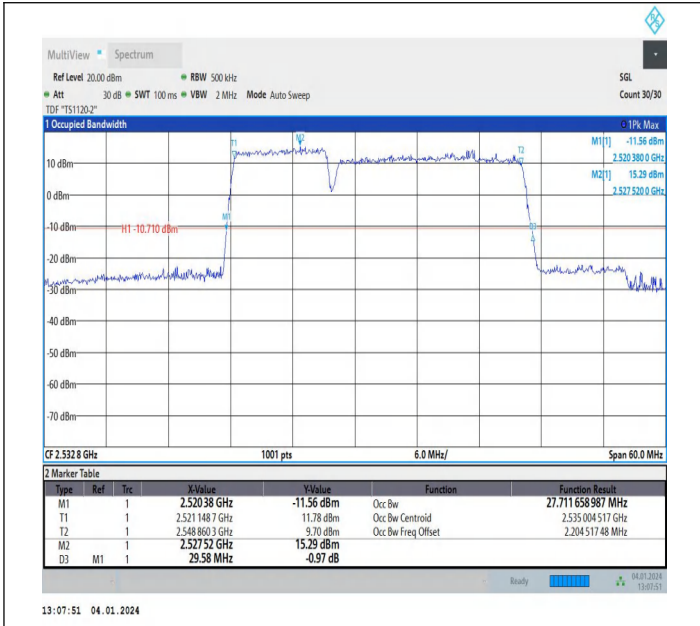 R S
MultiView Spectrum
Ref Level 20.00 dBm RBW 500 kHz SGL
Att 30 dB SWT 100 ms VBW 2 MHz Mode Auto Sweep Count 30/30
TDF "TS1120-2"
1 Occupied Bandwidth 1Pk Max
M1[1] -11.56 dBm
2.520 380 0 GHz
M2[1] 15.29 dBm
2.527 520 0 GHz
T1 M2 T2
10 dBm
0 dBm
M1
-10 dBm H1 -10.710 dBm D3
-20 dBm
-30 dBm
-40 dBm
-50 dBm
-60 dBm
-70 dBm
CF 2.532 8 GHz 1001 pts 6.0 MHz/ Span 60.0 MHz
2 Marker Table
Type Ref Trc X-Value Y-Value Function Function Result
M1 1 2.520 38 GHz -11.56 dBm Occ Bw 27.711 658 987 MHz
T1 1 2.521 148 7 GHz 11.78 dBm Occ Bw Centroid 2.535 004 517 GHz
T2 1 2.548 860 3 GHz 9.70 dBm Occ Bw Freq Offset 2.204 517 48 MHz
M2 1 2.527 52 GHz 15.29 dBm
D3 M1 1 29.58 MHz -0.97 dB
Ready 04.01.2024
13:07:51
13:07:51 04.01.2024